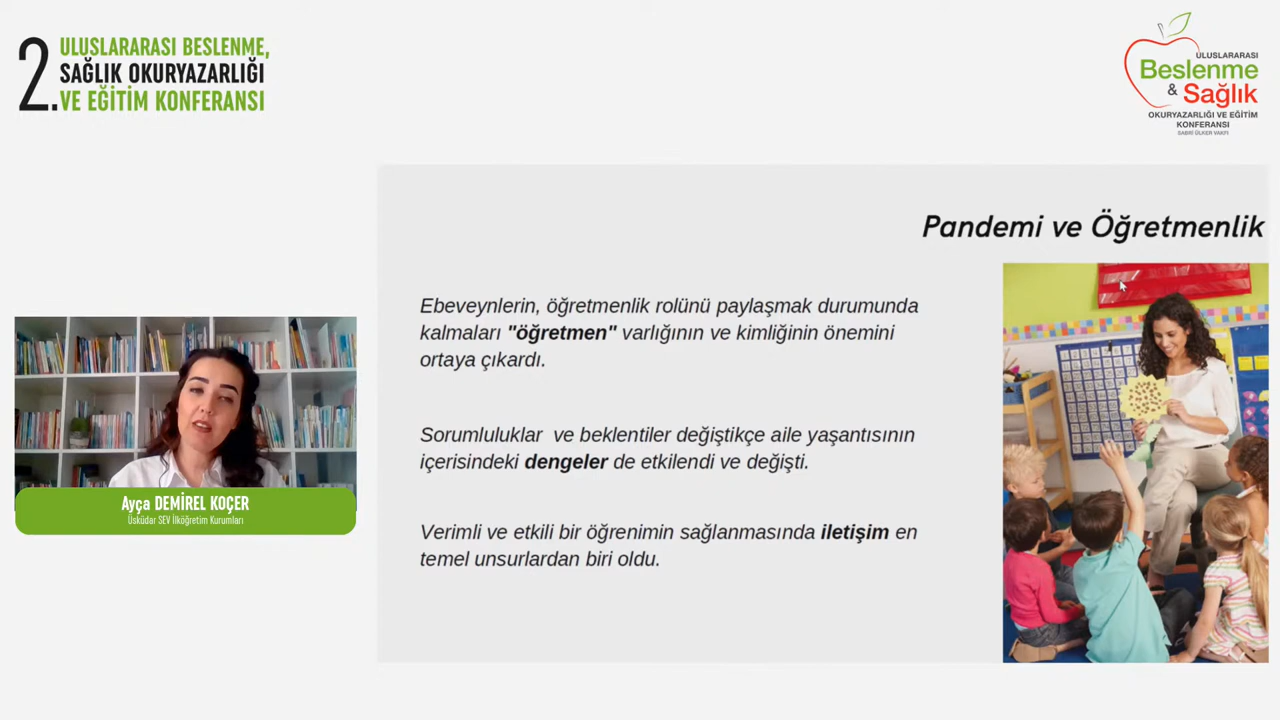 2.
ULUSLARARASI BESLENME,
SAĞLIK OKURYAZARLIĞI
VE EĞİTİM KONFERANSI
ULUSLARARASI
Beslenme
& Sağlık
OKURYAZARLIĞI VE EĞİTİM
KONFERANSI
SABRİ ÜLKER VAKFI
Pandemi ve Öğretmenlik
Ebeveynlerin, öğretmenlik rolünü paylaşmak durumunda
kalmaları "öğretmen" varlığının ve kimliğinin önemini
ortaya çıkardı.
Sorumluluklar ve beklentiler değiştikçe aile yaşantısının
içerisindeki dengeler de etkilendi ve değişti.
Verimli ve etkili bir öğrenimin sağlanmasında iletişim en
temel unsurlardan biri oldu.
Ayça DEMİREL KOÇER
Üsküdar SEV İlköğretim Kurumları